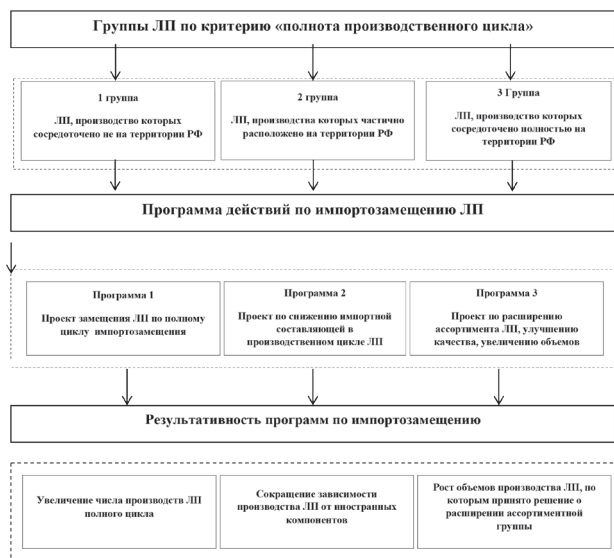 Группы ЛП по критерию «полнота производственного цикла»
1 группа
ЛП, производство которых
сосредоточено не на территории РФ
2 группа
ЛП, производства которых частично
расположено на территории РФ
3 Группа
ЛП, производство которых
сосредоточено полностью на
территории РФ
Программа действий по импортозамещению ЛП
Программа 1
Проект замещения ЛП по полному
циклу импортозамещения
Программа 2
Проект по снижению импортной
составляющей в
производственном цикле ЛП
Программа 3
Проект по расширению
ассортимента ЛП, улучшению
качества, увеличению объемов
Результативность программ по импортозамещению
Увеличение числа производств ЛП
полного цикла
Сокращение зависимости
производства ЛП от иностранных
компонентов
Рост объемов производства ЛП, по
которым принято решение о
расширении ассортиментной
группы